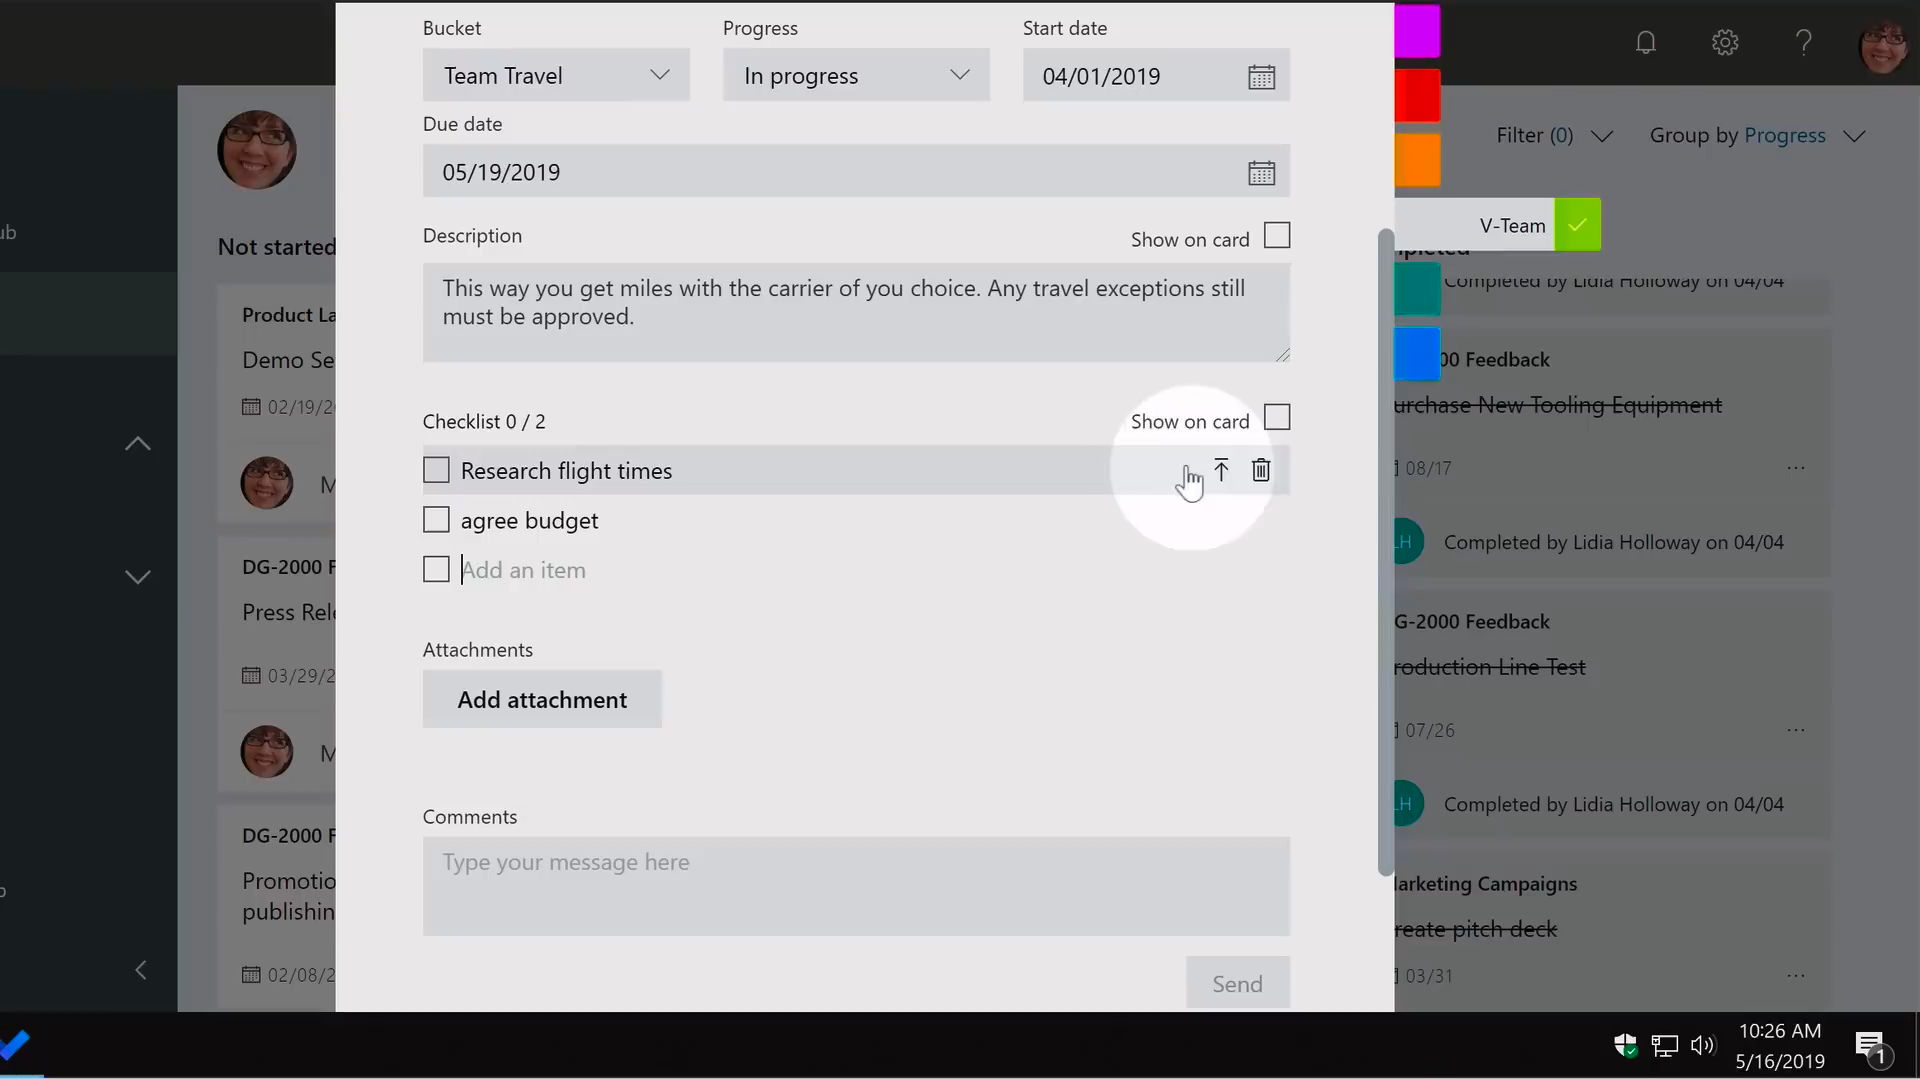 Bucket
Progress
Start date
Team Travel
In progress
04/01/2019
Filter (0)
Group by Progress
Due date
05/19/2019
V-Team
Description
Show on card
Not started
This way you get miles with the carrier of you choice. Any travel exceptions still
must be approved.
Completed by Lidia Holloway on 04/04
Product La
Demo Se
02/19/2
00 Feedback
urchase New Tooling Equipment
Checklist 0 / 2
Show on card
Research flight times
08/17
M
agree budget
LH
Completed by Lidia Holloway on 04/04
Add an item
DG-2000 F
Press Rele
G-2000 Feedback
roduction Line Test
Attachments
Add attachment
03/29/2
07/26
M
LH
Completed by Lidia Holloway on 04/04
Comments
Type your message here
DG-2000 F
Promotio
publishin
arketing Campaigns
reate pitch deck
02/08/2
03/31
Send
10:26 AM
5/16/2019
1